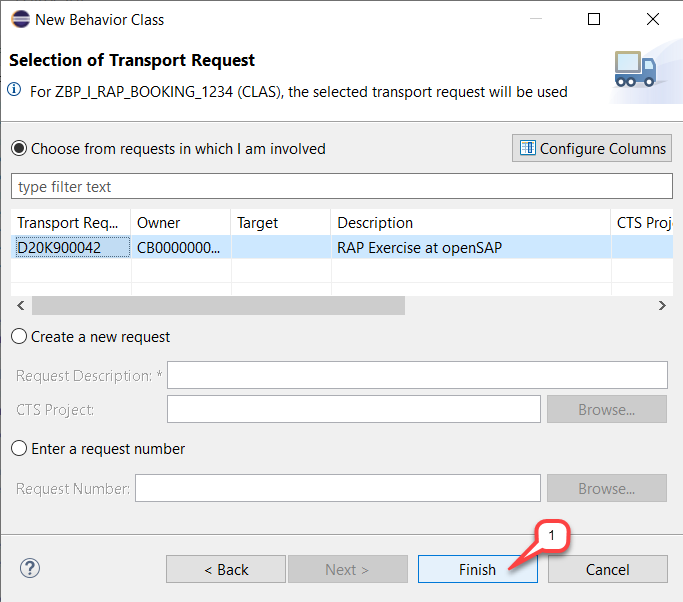 New Behavior Class
Selection of Transport Request
For ZBP_I_RAP_BOOKING_1234 (CLAS), the selected transport request will be used
Choose from requests in which I am involved
Configure Columns
type filter text
Transport Req... Owner Target Description CTS Proj
D20K900042 CB0000000... RAP Exercise at openSAP
Create a new request
Request Description: *
CTS Project: Browse...
Enter a request number
Request Number: Browse...
1
? < Back Next > Finish Cancel